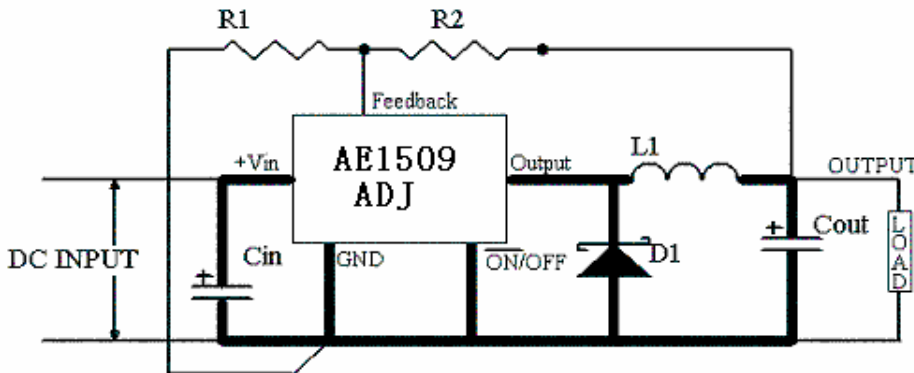 R1
R2
Feedback
+Vin
AE1509
ADJ
Output
L1
OUTPUT
DC INPUT
+
Cin
GND
ON/OFF
D1
+
Cout
LOAD